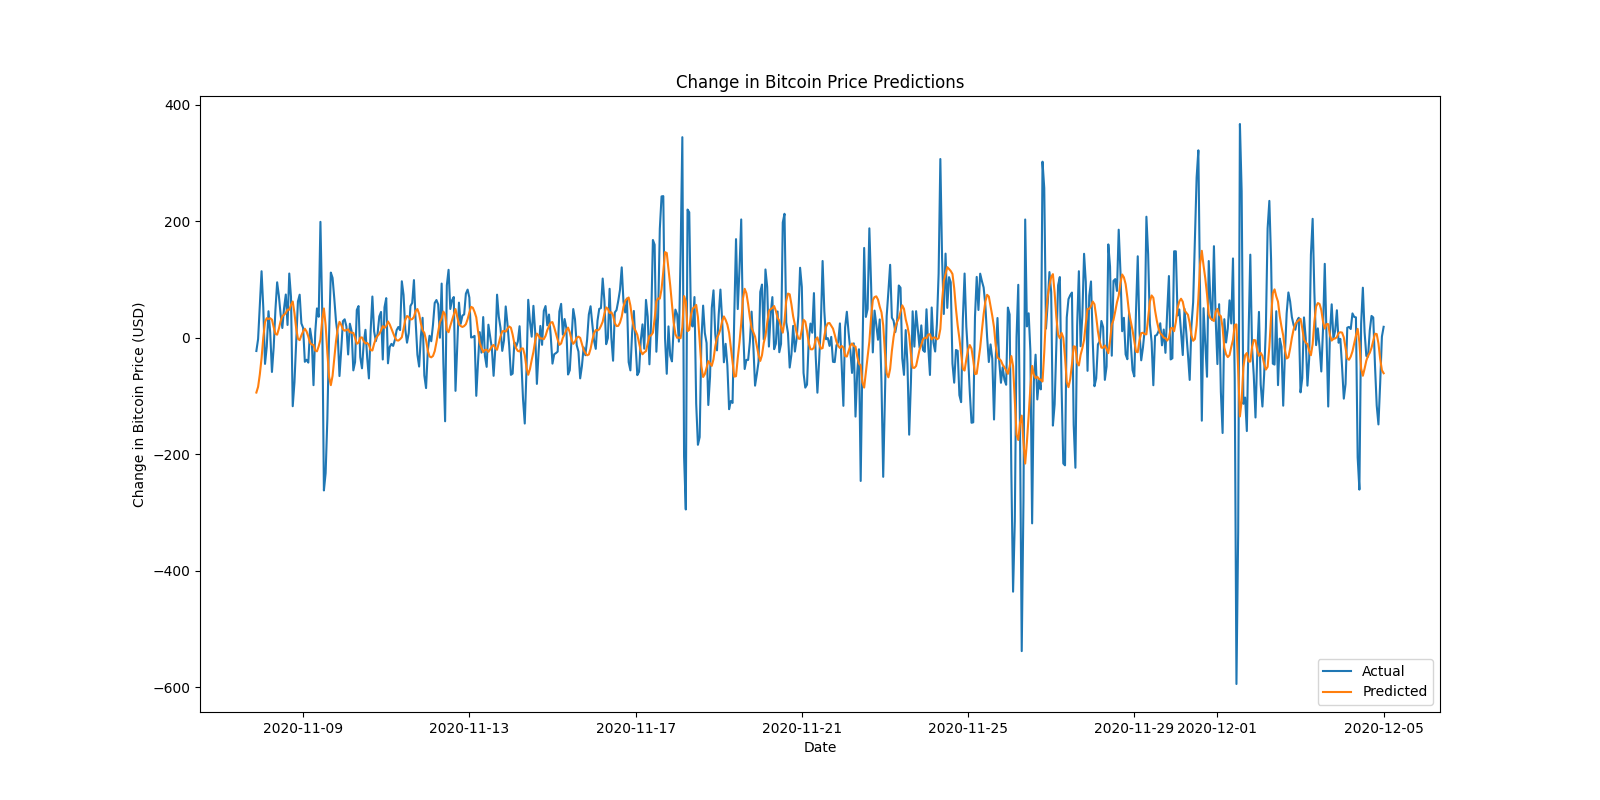 Change in Bitcoin Price Predictions
Change in Bitcoin Price (USD)
400
200
0
−200
−400
−600
2020-11-09 2020-11-13 2020-11-17 2020-11-21 2020-11-25 2020-11-29 2020-12-01 2020-12-05
Date
Actual
Predicted